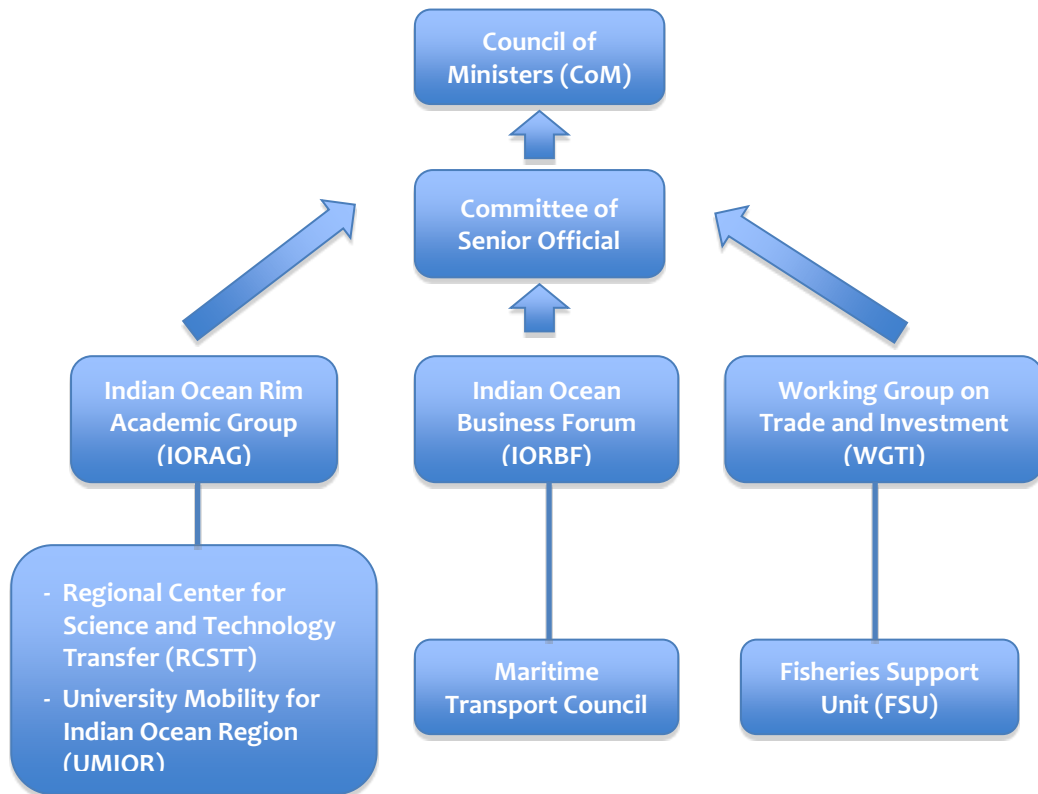 Council of
Ministers (CoM)
Committee of
Senior Official
Indian Ocean Rim
Academic Group
(IORAG)
Indian Ocean
Business Forum
(IORBF)
Working Group on
Trade and Investment
(WGTI)
- Regional Center for
Science and Technology
Transfer (RCSTT)
- University Mobility for
Indian Ocean Region
(UMIOR)
Maritime
Transport Council
Fisheries Support
Unit (FSU)